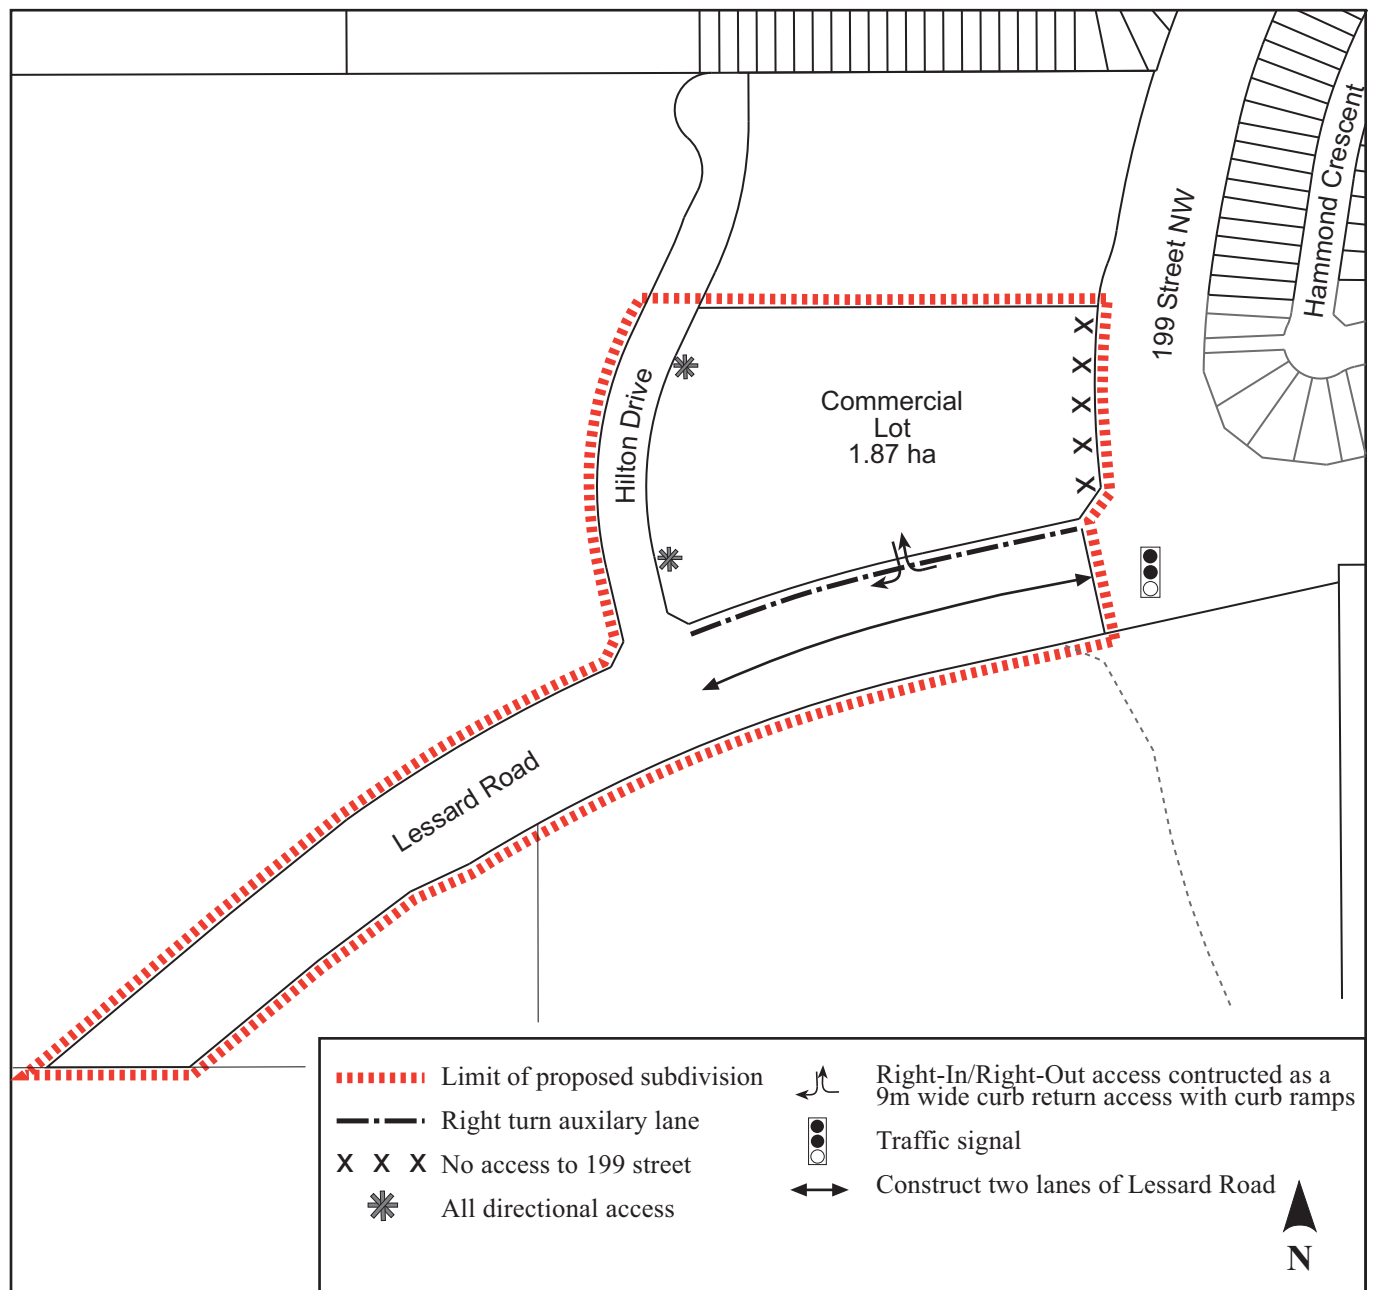 Hammond Crescent
199 Street NW
Hilton Drive
Commercial
Lot
1.87 ha
X
X
X
X
X
Lessard Road
Limit of proposed subdivision
Right turn auxilary lane
X X X No access to 199 street
All directional access
Right-In/Right-Out access contructed as a
9m wide curb return access with curb ramps
Traffic signal
Construct two lanes of Lessard Road
N